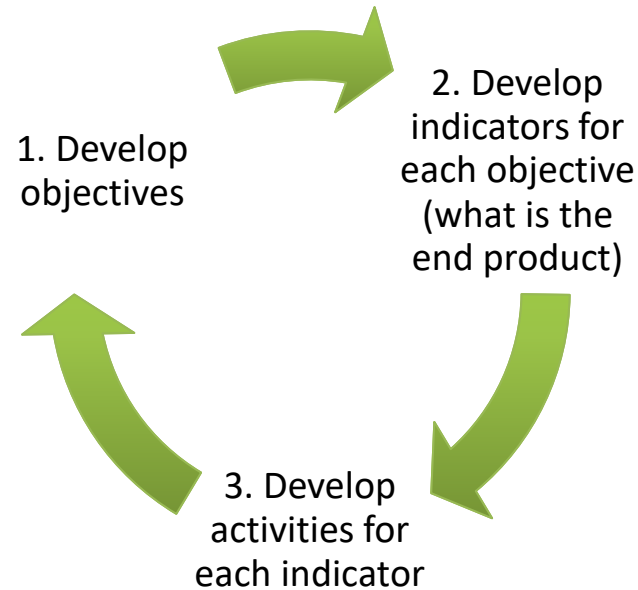 1. Develop
objectives
2. Develop
indicators for
each objective
(what is the
end product)
3. Develop
activities for
each indicator